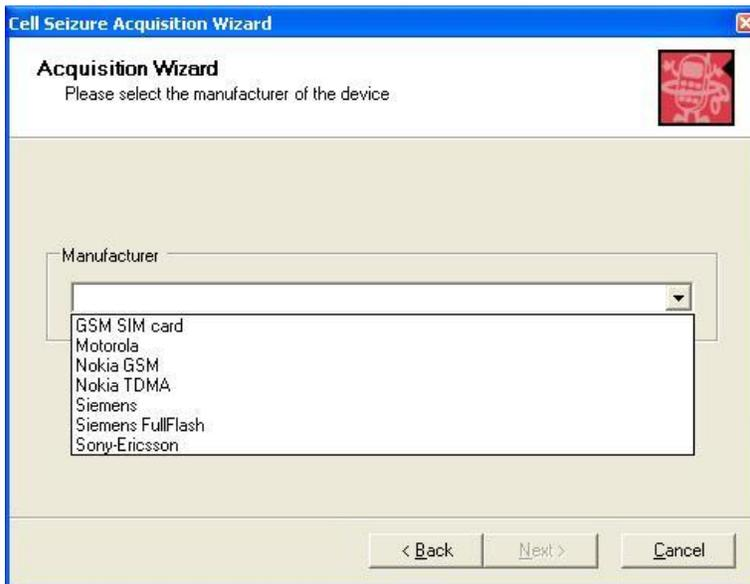 Cell Seizure Acquisition Wizard
Acquisition Wizard
Please select the manufacturer of the device
Manufacturer
GSM SIM card
Motorola
Nokia GSM
Nokia TDMA
Siemens
Siemens FullFlash
Sony-Ericsson
< Back Next > Cancel